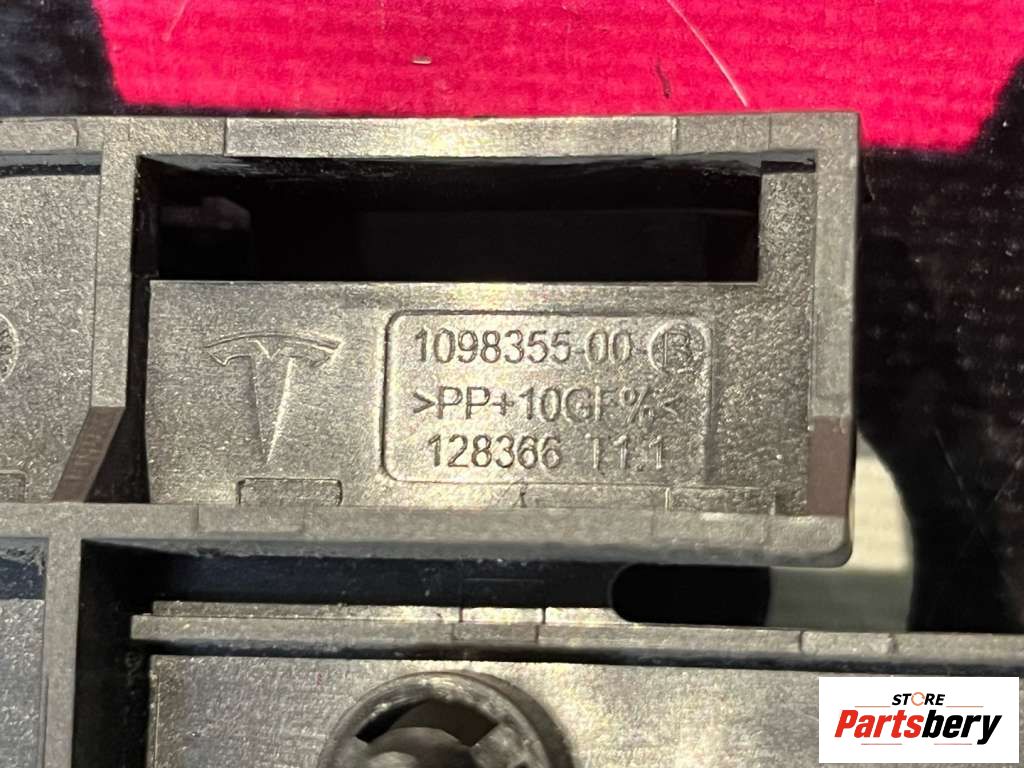 1098355-00-B
>PP+10GF%<
128366 T1.1
STORE
Partsbery